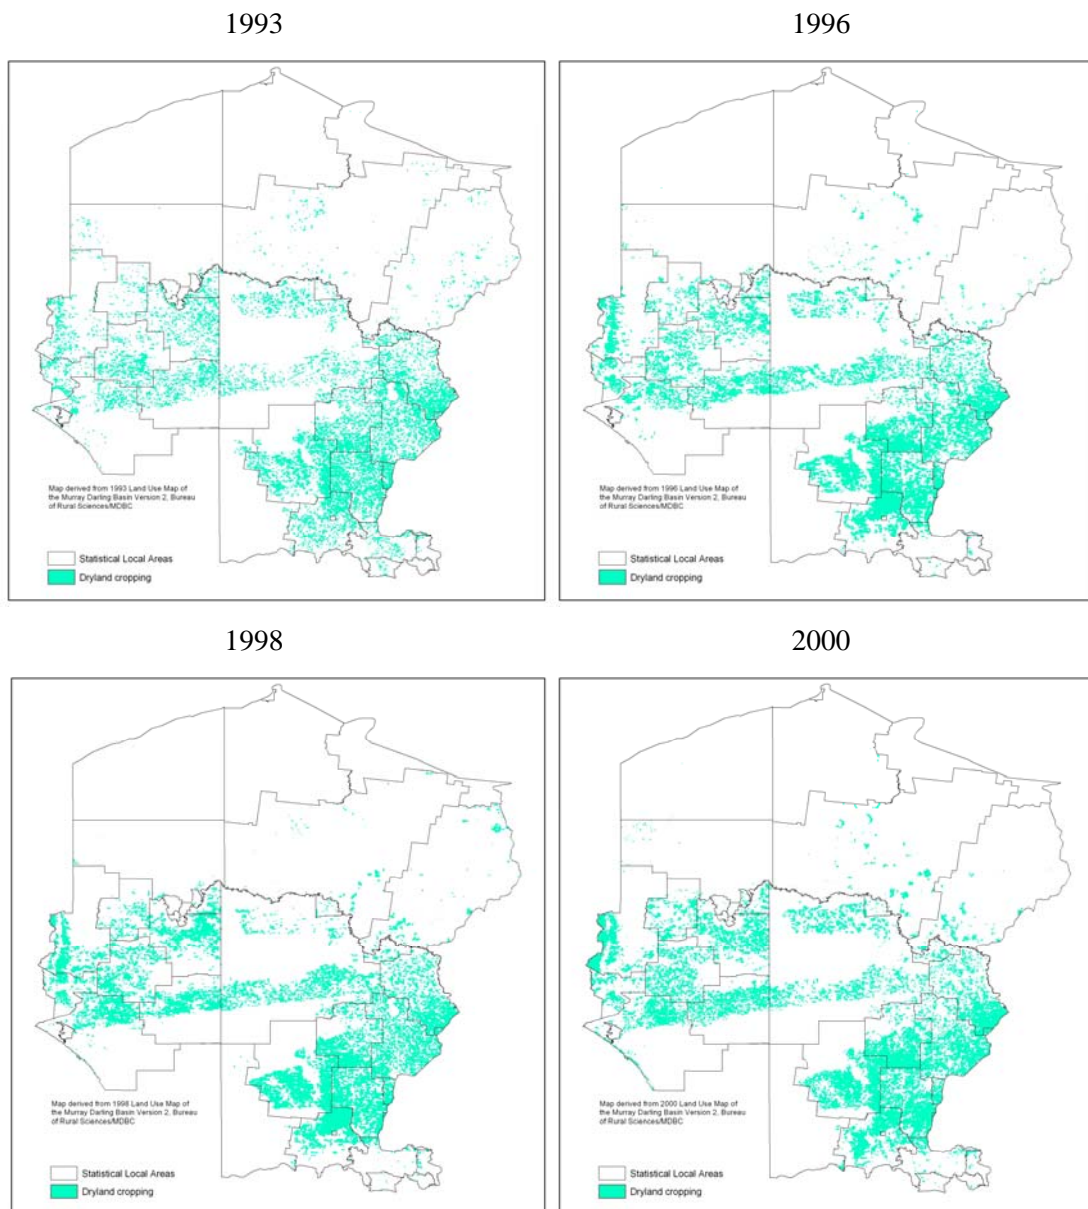 1993
1996
Map derived from 1993 Land Use Map of
the Murray Darling Basin Version 2, Bureau
of Rural Sciences/MDBC
Statistical Local Areas
Dryland cropping
Map derived from 1996 Land Use Map of
the Murray Darling Basin Version 2, Bureau
of Rural Sciences/MDBC
Statistical Local Areas
Dryland cropping
1998
2000
Map derived from 1998 Land Use Map of
the Murray Darling Basin Version 2, Bureau
of Rural Sciences/MDBC
Statistical Local Areas
Dryland cropping
Map derived from 2000 Land Use Map of
the Murray Darling Basin Version 2, Bureau
of Rural Sciences/MDBC
Statistical Local Areas
Dryland cropping